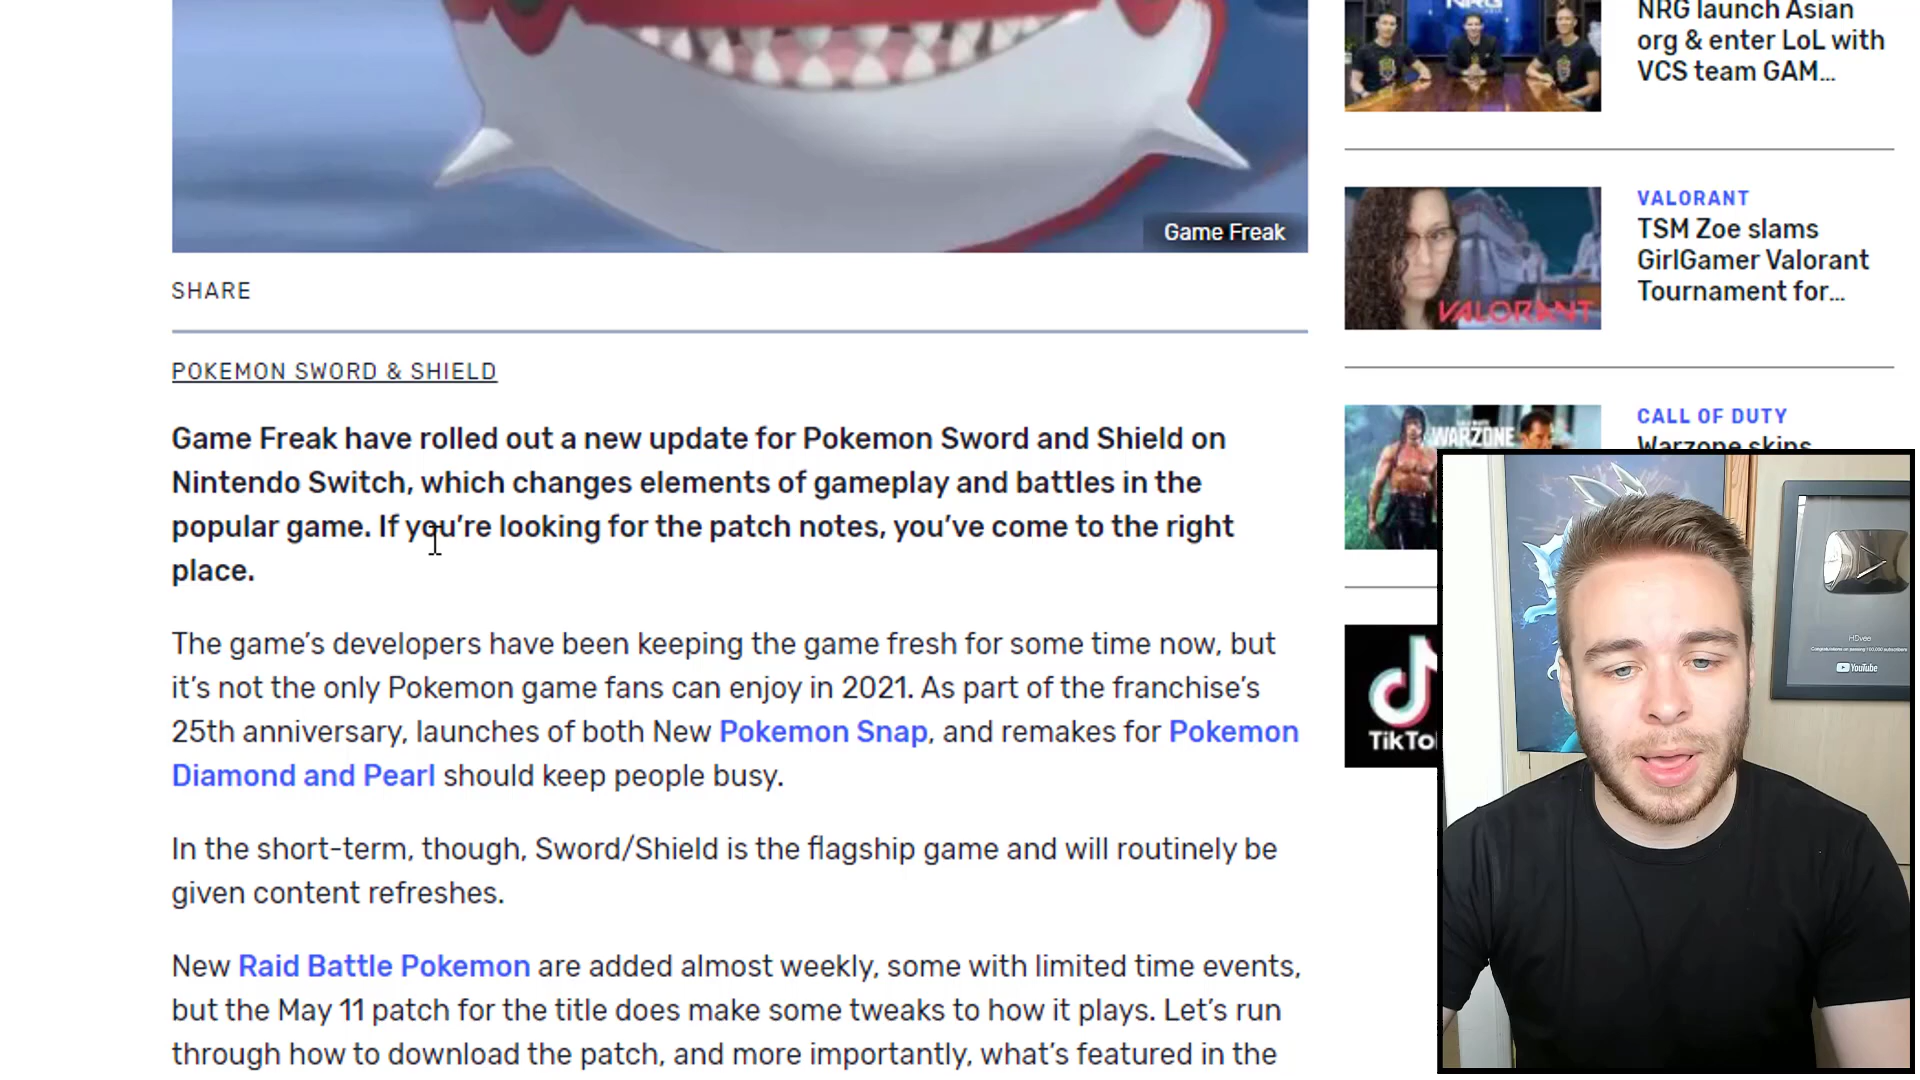 Game Freak
SHARE
POKEMON SWORD & SHIELD
Game Freak have rolled out a new update for Pokemon Sword and Shield on
Nintendo Switch, which changes elements of gameplay and battles in the
popular game. If you're looking for the patch notes, you've come to the right
place.
The game's developers have been keeping the game fresh for some time now, but
it's not the only Pokemon game fans can enjoy in 2021. As part of the franchise's
25th anniversary, launches of both New Pokemon Snap, and remakes for Pokemon
Diamond and Pearl should keep people busy.
In the short-term, though, Sword/Shield is the flagship game and will routinely be
given content refreshes.
New Raid Battle Pokemon are added almost weekly, some with limited time events,
but the May 11 patch for the title does make some tweaks to how it plays. Let's run
through how to download the patch, and more importantly, what's featured in the
NRG
NRG launch Asian
org & enter LoL with
VCS team GAM...
VALORANT
VALORANT
TSM Zoe slams
GirlGamer Valorant
Tournament for...
WARZONE
CALL OF DUTY
Warzone skins
TikTo
HDvee
YouTube